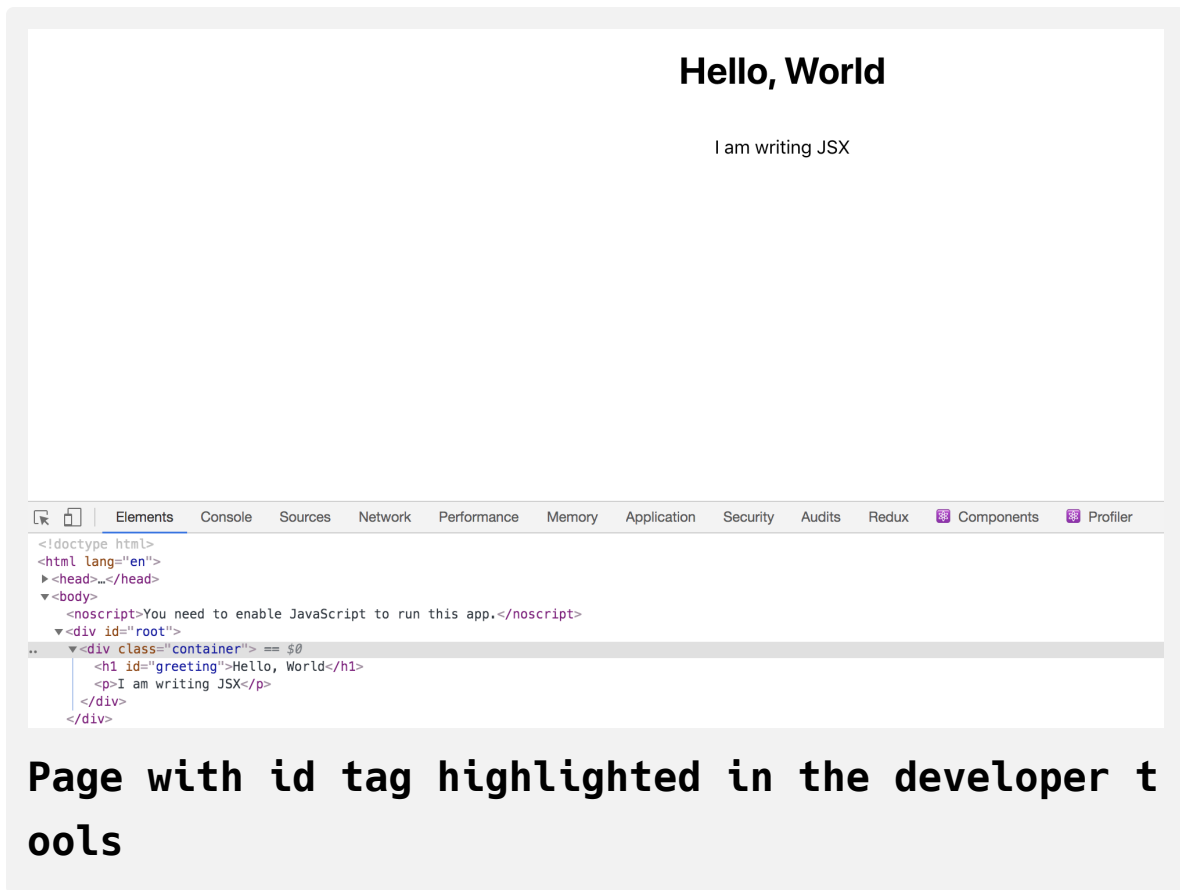 Hello, World
I am writing JSX
Elements Console Sources Network Performance Memory Application Security Audits Redux Components Profiler
<!doctype html>
<html lang="en">
<head>…</head>
<body>
<noscript>You need to enable JavaScript to run this app.</noscript>
<div id="root">
.. <div class="container"> == $0
<h1 id="greeting">Hello, World</h1>
<p>I am writing JSX</p>
</div>
</div>
Page with id tag highlighted in the developer t
ools